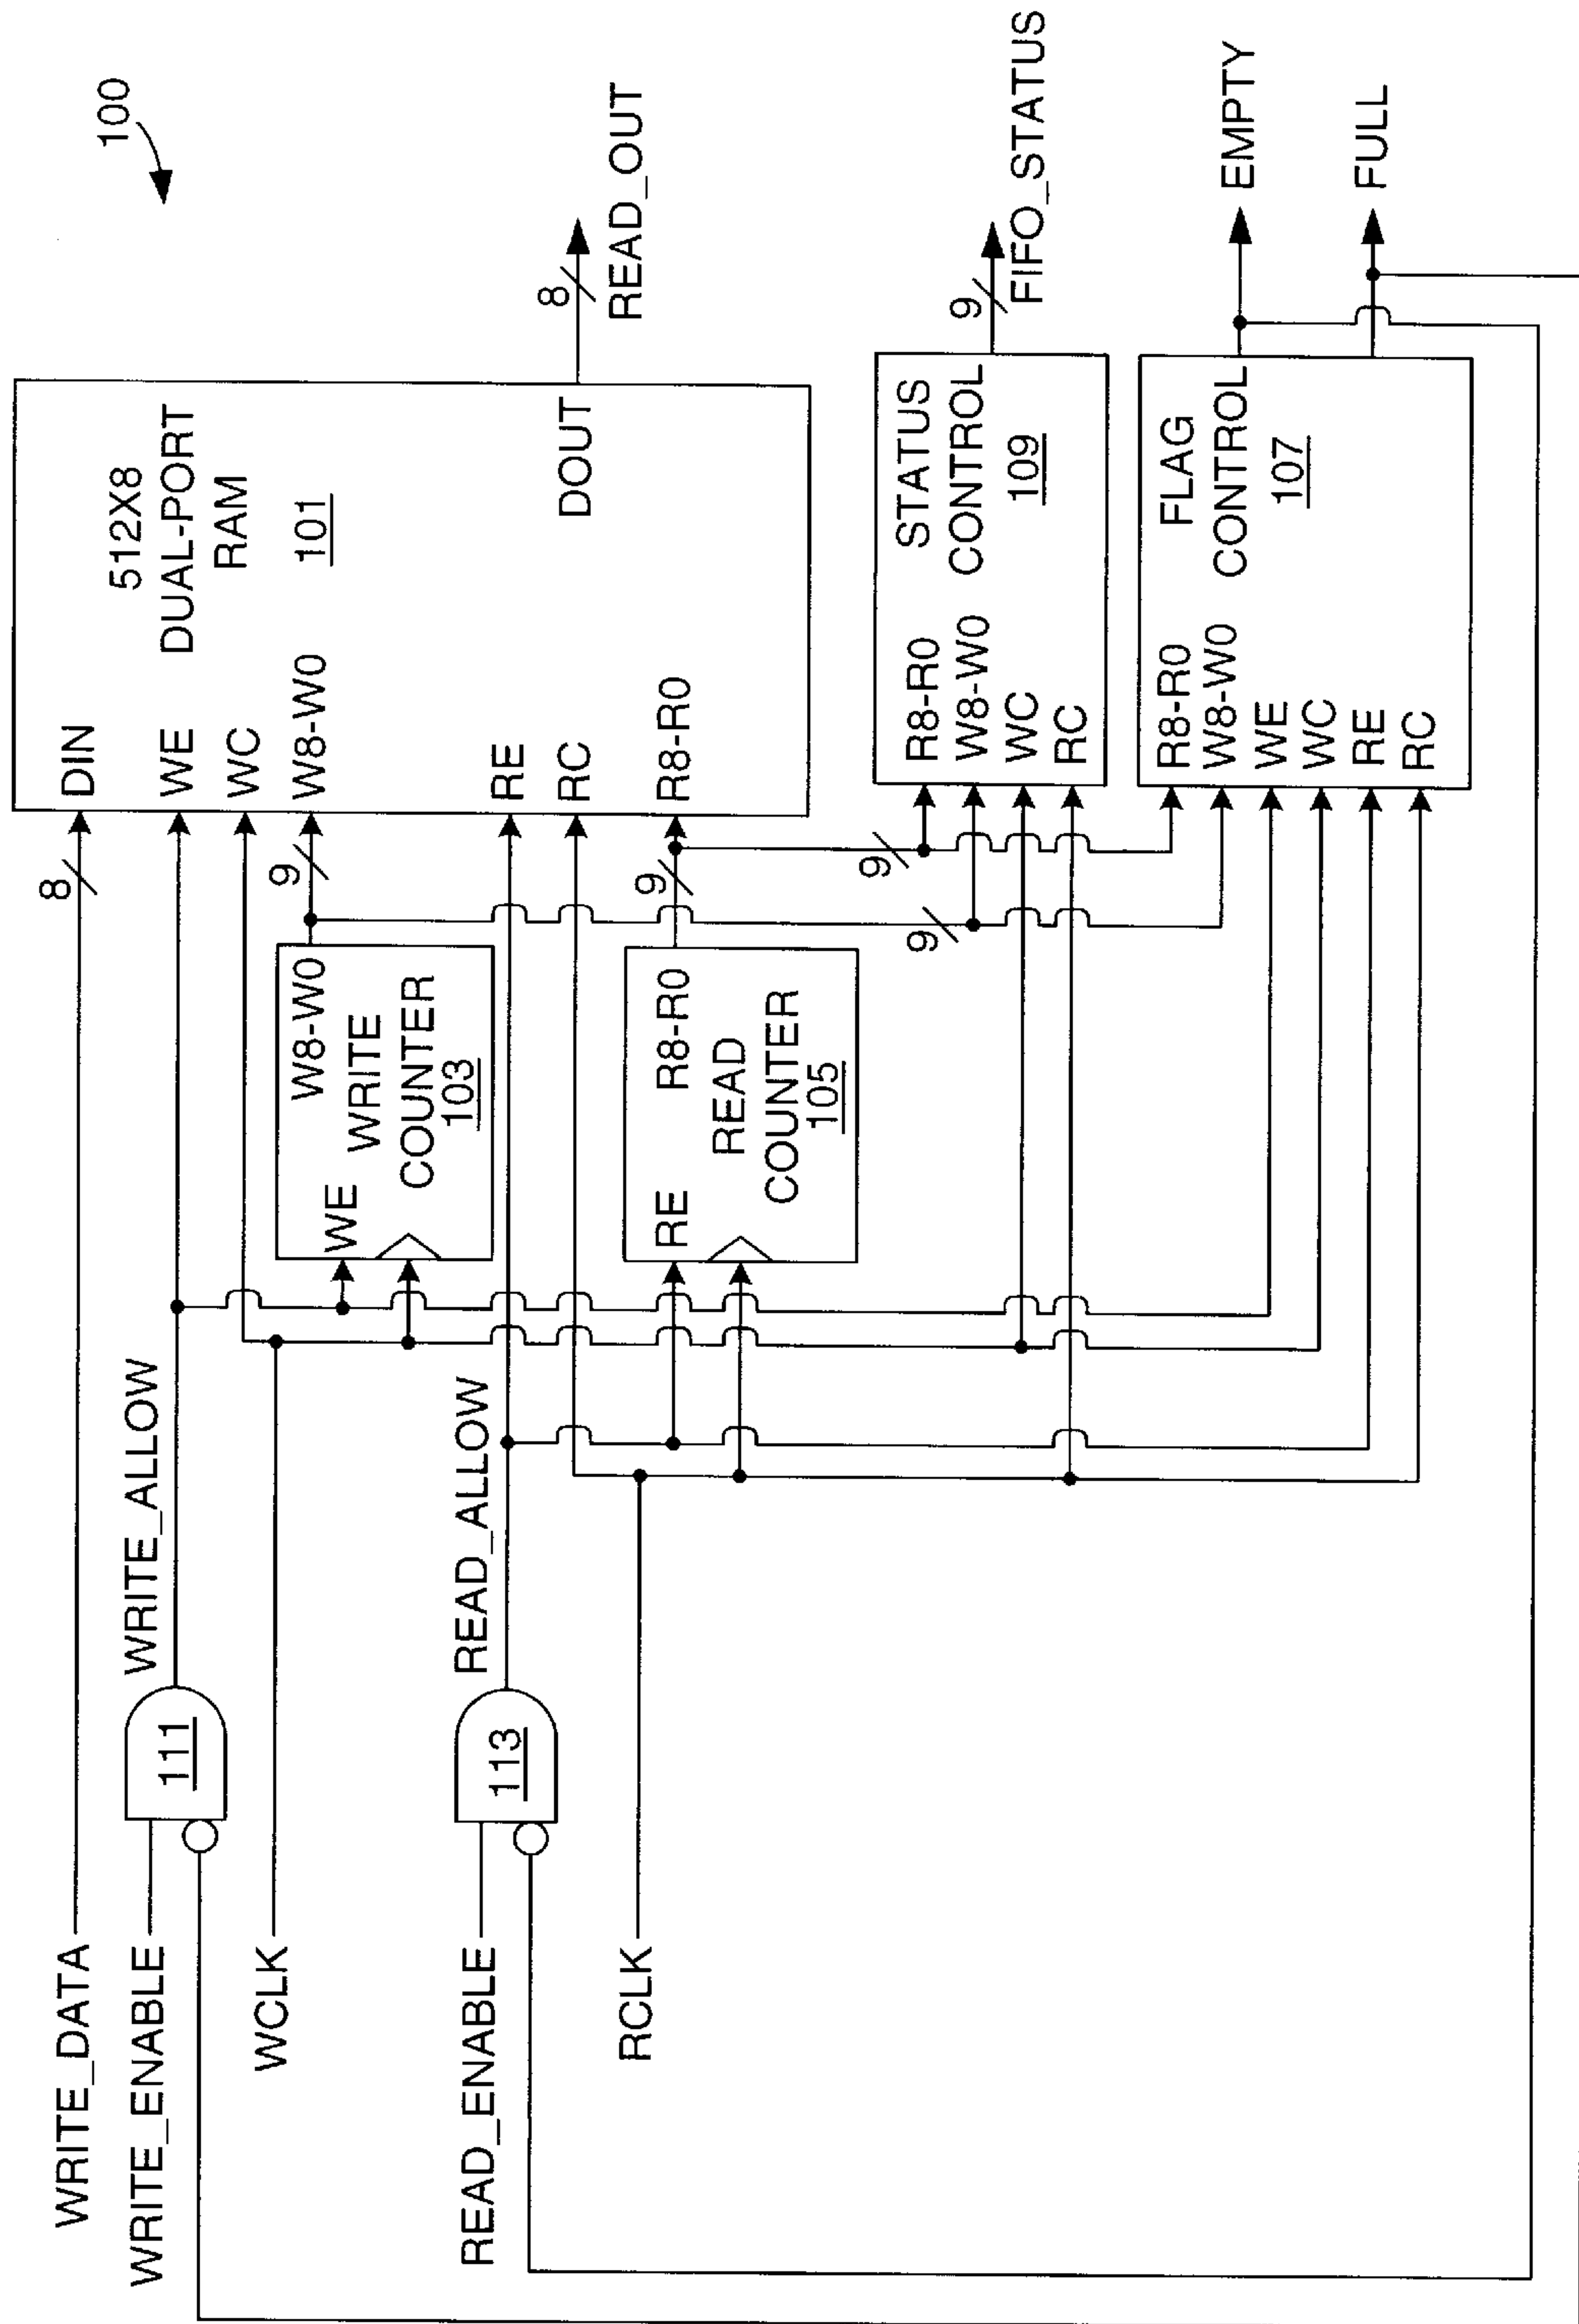 100
WRITE_DATA
8
DIN
512X8
DUAL-PORT
RAM
101
WRITE_ENABLE
111
WRITE_ALLOW
WE
WC
WCLK
9
W8-W0
W8-W0
WE
WRITE
COUNTER
103
READ_ENABLE
113
READ_ALLOW
RE
RC
DOUT
8
READ_OUT
RCLK
9
R8-R0
R8-R0
RE
READ
COUNTER
105
9
9
R8-R0
W8-W0
WC
RC
STATUS
CONTROL
109
9
FIFO_STATUS
R8-R0
W8-W0
WE
WC
RE
RC
FLAG
CONTROL
107
EMPTY
FULL